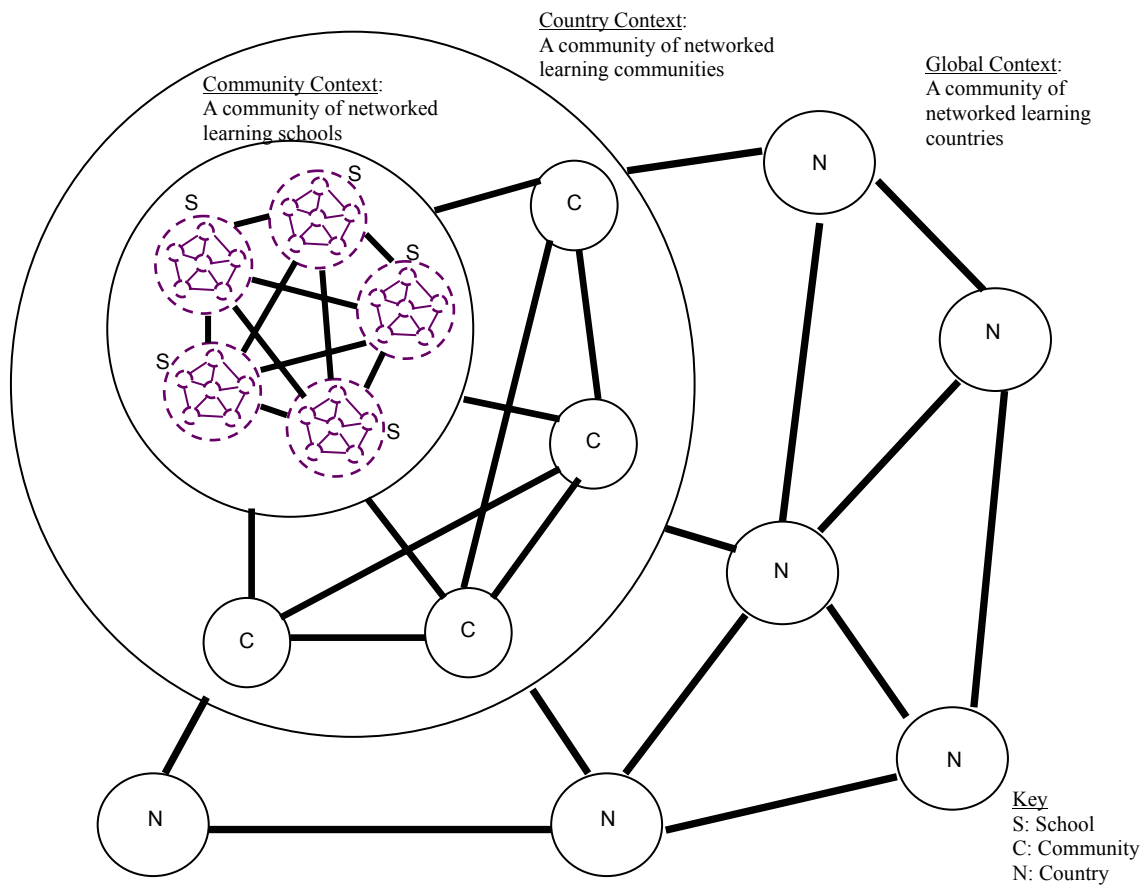 Country Context:
A community of networked
learning communities
Global Context:
A community of
networked learning
countries
Community Context:
A community of networked
learning schools
N
S
S
C
S
N
S
S
C
N
C
C
N
N
N
Key
S: School
C: Community
N: Country